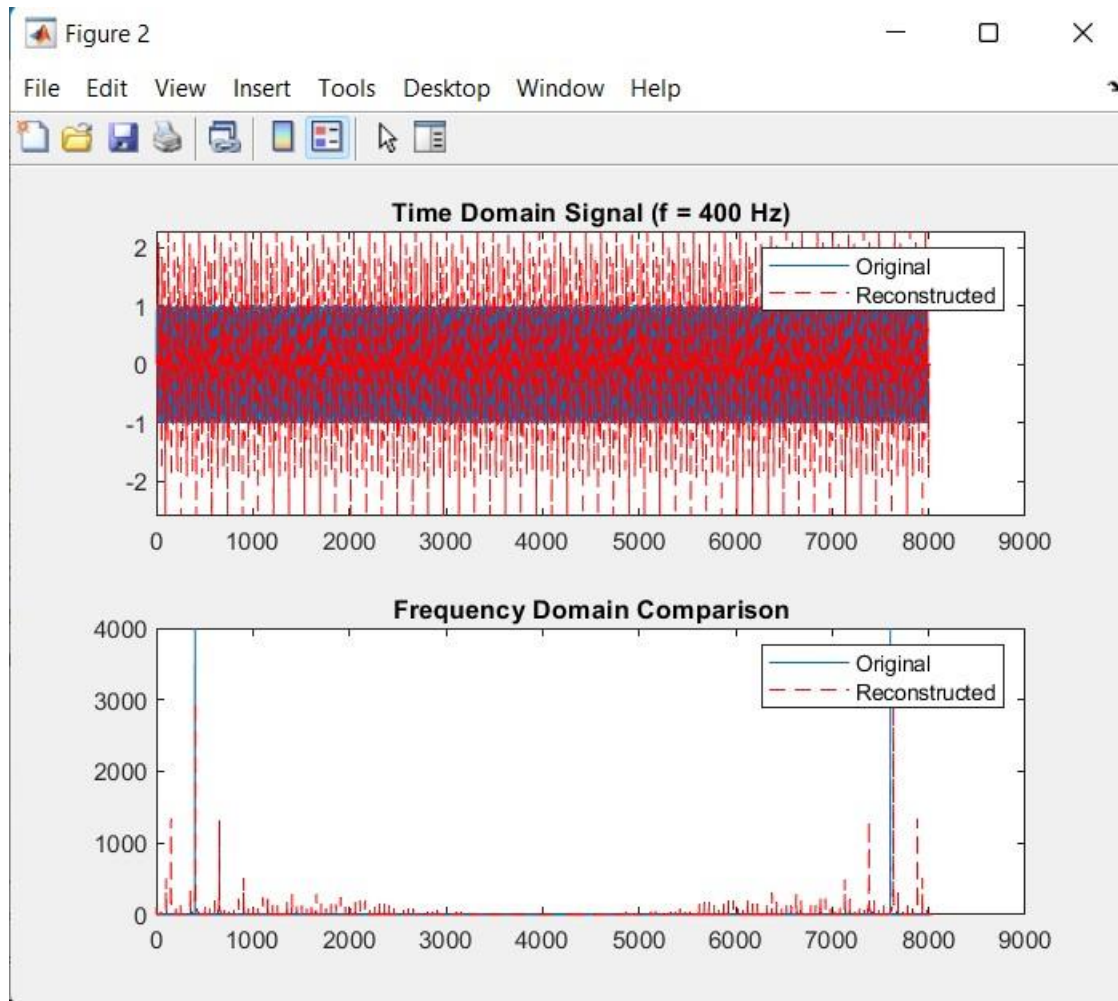 Figure 2
File Edit View Insert Tools Desktop Window Help
Time Domain Signal (f = 400 Hz)
2
1
0
-1
-2
Original
Reconstructed
0 1000 2000 3000 4000 5000 6000 7000 8000 9000
Frequency Domain Comparison
4000
3000
2000
1000
0
Original
Reconstructed
0 1000 2000 3000 4000 5000 6000 7000 8000 9000